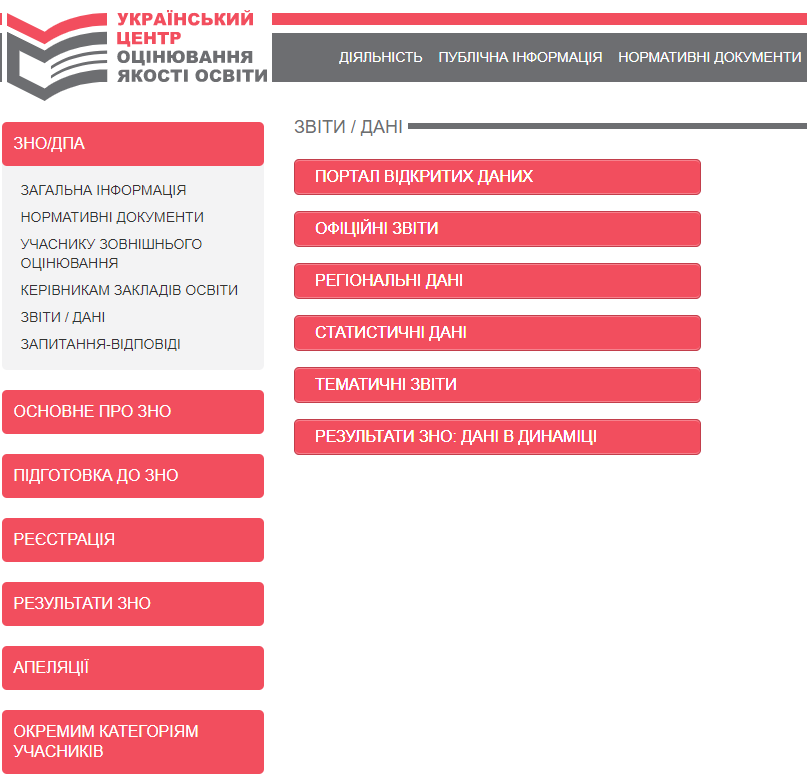 УКРАЇНСЬКИЙ
ЦЕНТР
ОЦІНЮВАННЯ
ЯКОСТІ ОСВІТИ
ДІЯЛЬНІСТЬ ПУБЛІЧНА ІНФОРМАЦІЯ НОРМАТИВНІ ДОКУМЕНТИ
ЗНО/ДПА
ЗАГАЛЬНА ІНФОРМАЦІЯ
НОРМАТИВНІ ДОКУМЕНТИ
УЧАСНИКУ ЗОВНІШНЬОГО
ОЦІНЮВАННЯ
КЕРІВНИКАМ ЗАКЛАДІВ ОСВІТИ
ЗВІТИ / ДАНІ
ЗАПИТАННЯ-ВІДПОВІДІ
ОСНОВНЕ ПРО ЗНО
ПІДГОТОВКА ДО ЗНО
РЕЄСТРАЦІЯ
РЕЗУЛЬТАТИ ЗНО
АПЕЛЯЦІЇ
ОКРЕМИМ КАТЕГОРІЯМ
УЧАСНИКІВ
ЗВІТИ / ДАНІ
ПОРТАЛ ВІДКРИТИХ ДАНИХ
ОФІЦІЙНІ ЗВІТИ
РЕГІОНАЛЬНІ ДАНІ
СТАТИСТИЧНІ ДАНІ
ТЕМАТИЧНІ ЗВІТИ
РЕЗУЛЬТАТИ ЗНО: ДАНІ В ДИНАМІЦІ